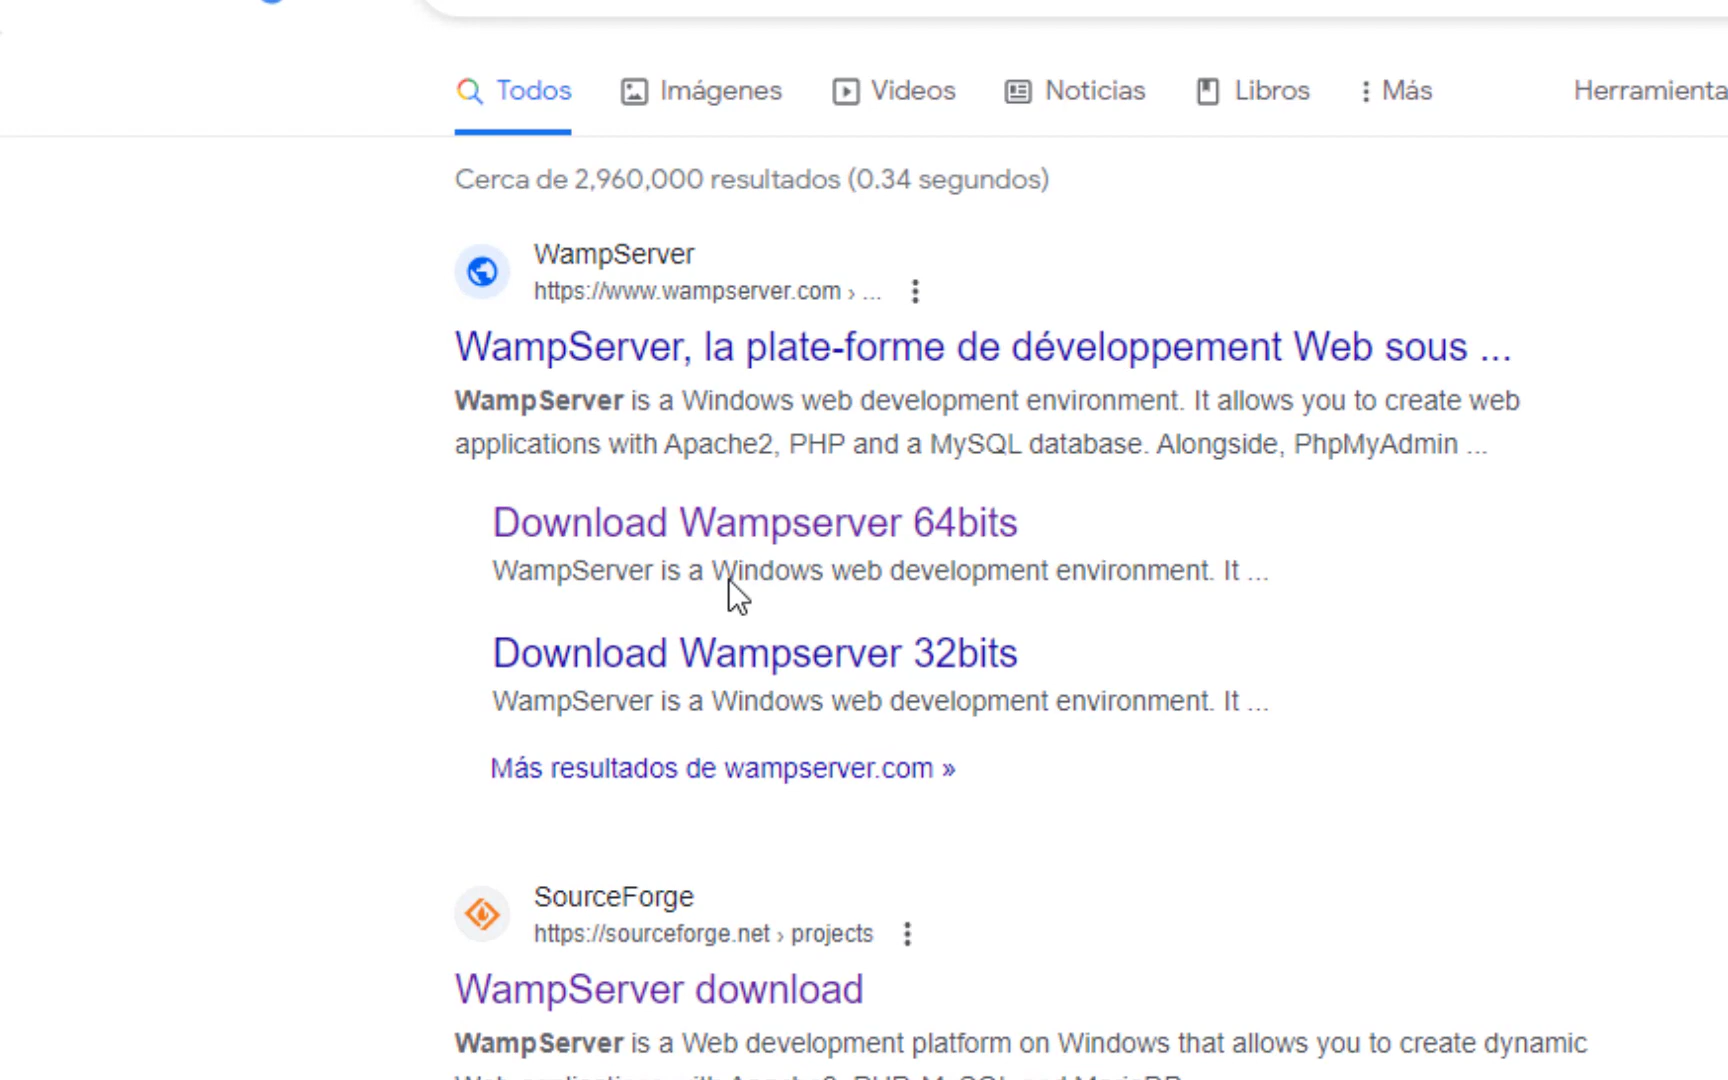 Todos Imágenes Videos Noticias Libros Más Herramienta
Cerca de 2,960,000 resultados (0.34 segundos)
WampServer
https://www.wampserver.com › ...
WampServer, la plate-forme de développement Web sous ...
WampServer is a Windows web development environment. It allows you to create web
applications with Apache2, PHP and a MySQL database. Alongside, PhpMyAdmin ...
Download Wampserver 64bits
WampServer is a Windows web development environment. It ...
Download Wampserver 32bits
WampServer is a Windows web development environment. It ...
Más resultados de wampserver.com »
SourceForge
https://sourceforge.net › projects
WampServer download
WampServer is a Web development platform on Windows that allows you to create dynamic